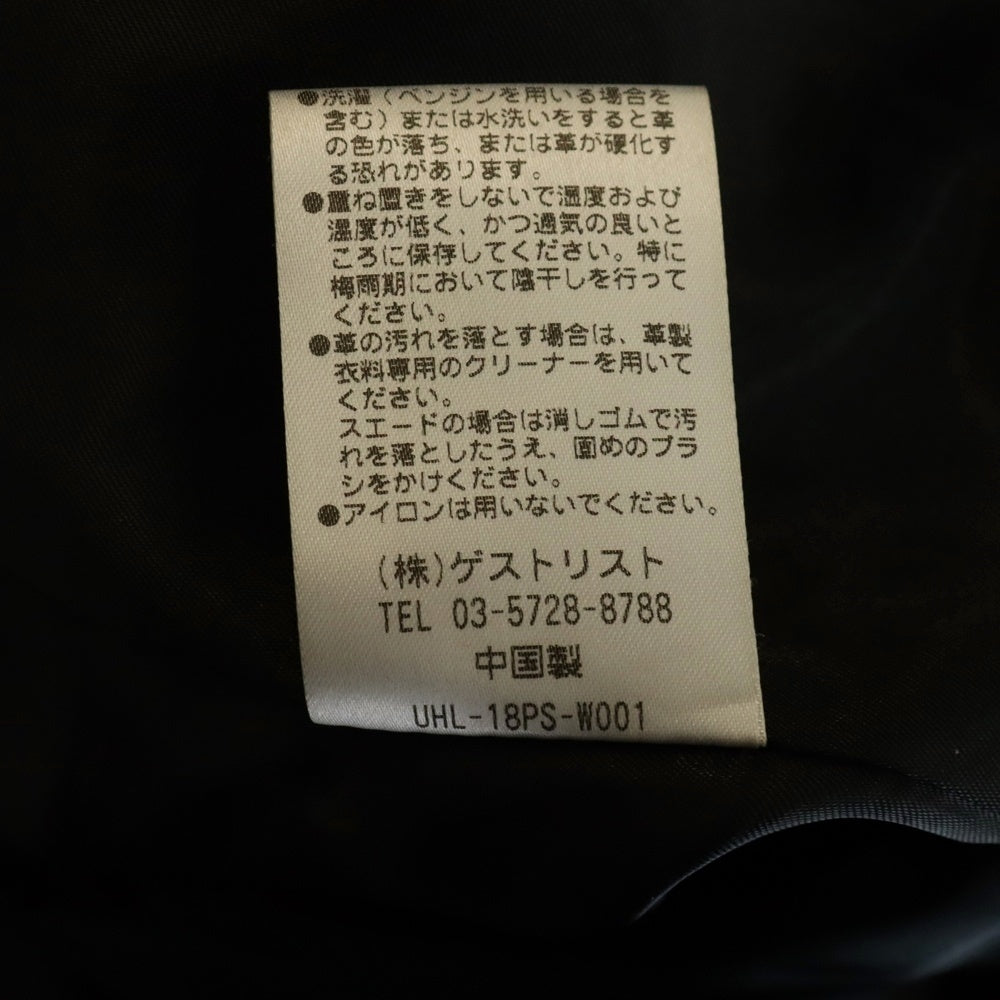 ●洗濯(ベンジンを用いる場合を
含む)または水洗いをすると革
の色が落ち、または革が硬化す
る恐れがあります。
●重ね置きをしないで温度および
湿度が低く、かつ通気の良いと
ころに保存してください。特に
梅雨期において陰干しを行って
ください。
●革の汚れを落とす場合は、革製
衣料専用のクリーナーを用いて
ください。
スエードの場合は消しゴムで汚
れを落としたうえ、固めのブラ
シをかけください。
●アイロンは用いないでください。
(株)ゲストリスト
TEL 03-5728-8788
中国製
UHL-18PS-W001